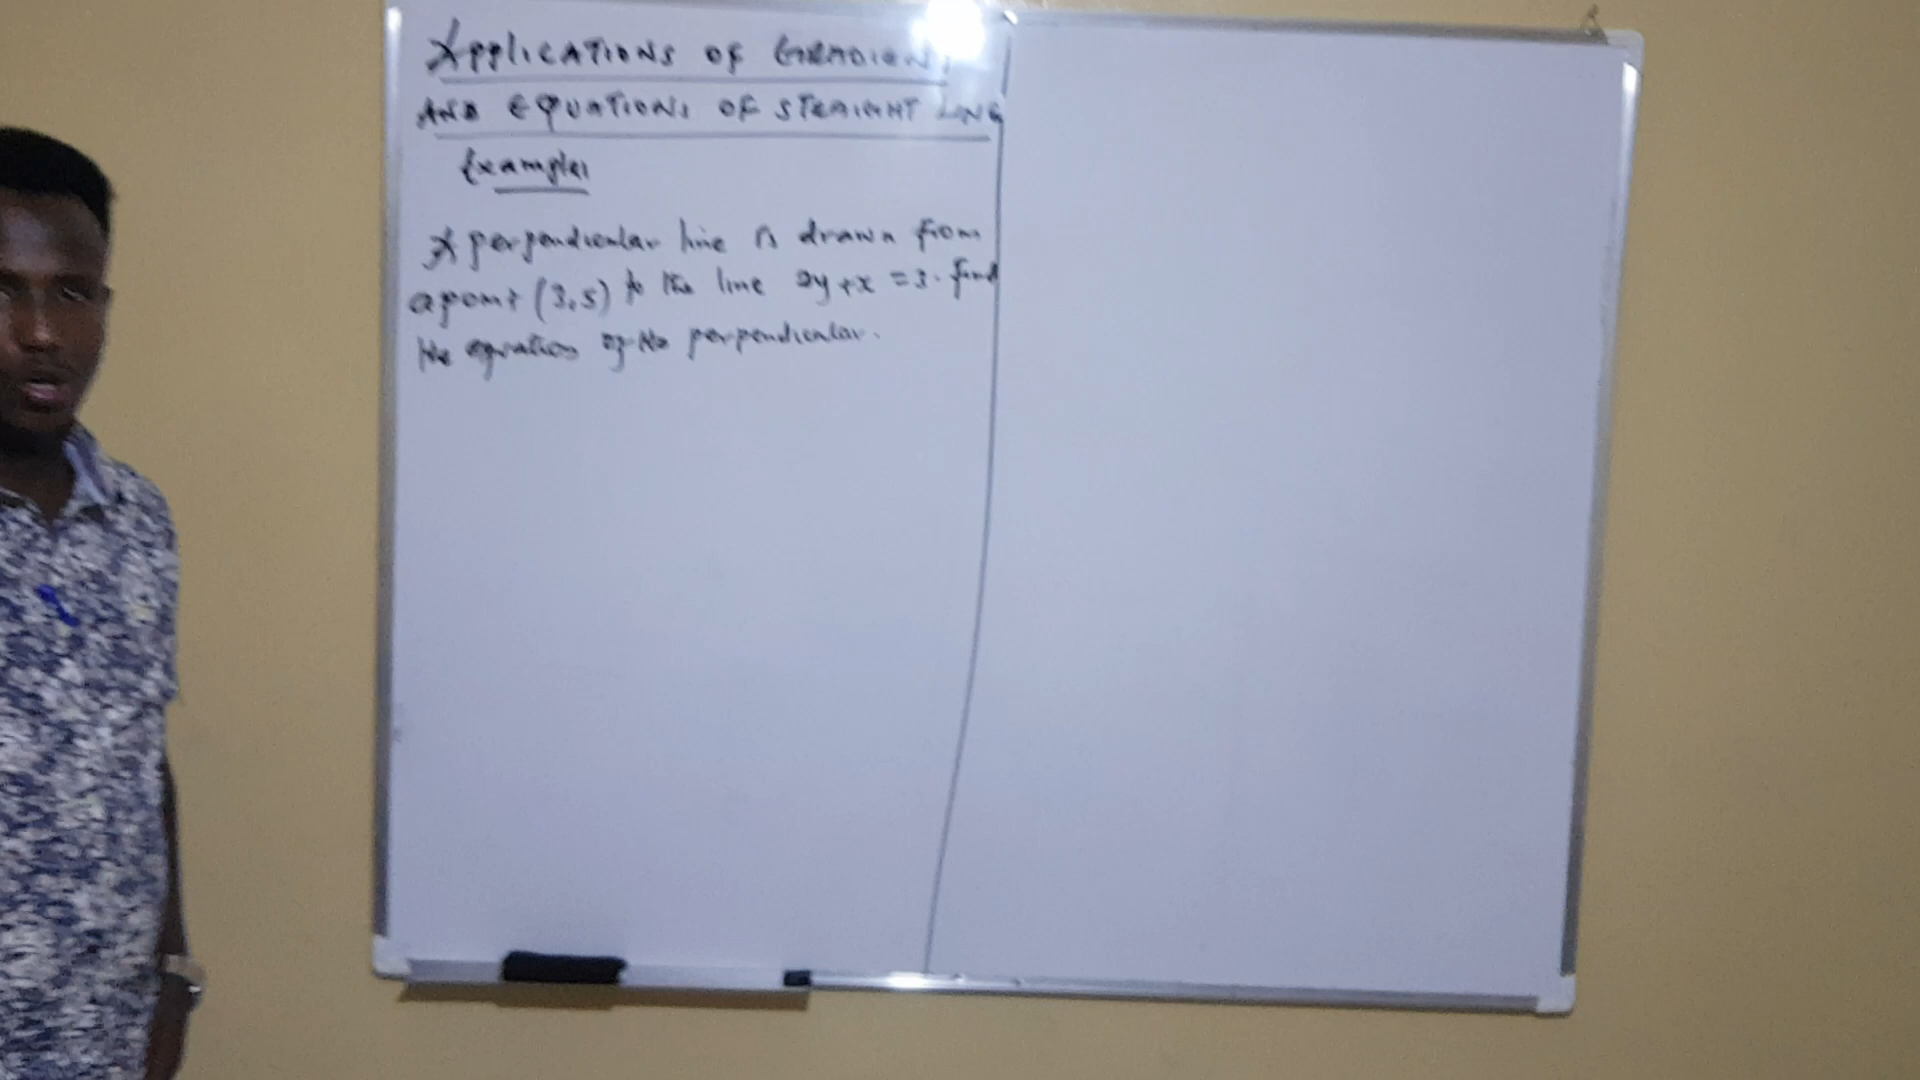 APPLICATIONS OF GRADIENT
AND EQUATIONS OF STRAIGHT LINE
Examples
A perpendicular line is drawn from
a point (3,5) to the line 2y+x =3. find
the equation of the perpendicular.